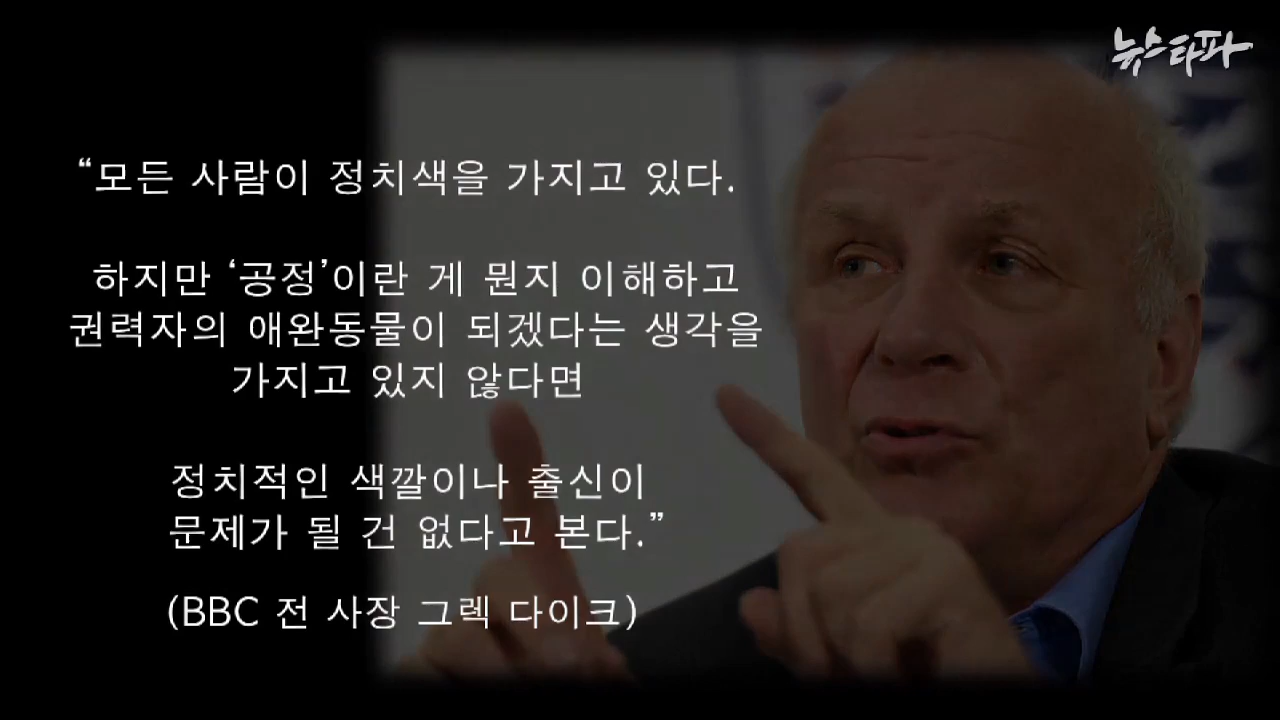 뉴스타파
“모든 사람이 정치색을 가지고 있다.
하지만 ‘공정’이란 게 뭔지 이해하고
권력자의 애완동물이 되겠다는 생각을
가지고 있지 않다면
정치적인 색깔이나 출신이
문제가 될 건 없다고 본다.”
(BBC 전 사장 그렉 다이크)